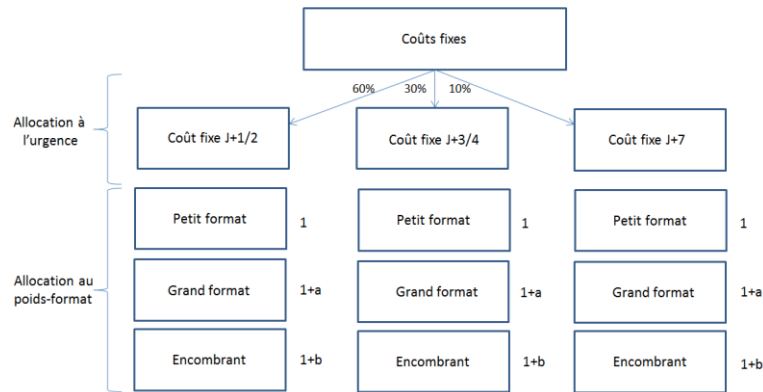 Coûts fixes
60% 30% 10%
Allocation à
l'urgence
Coût fixe J+1/2
Coût fixe J+3/4
Coût fixe J+7
Petit format 1
Petit format 1
Petit format 1
Allocation au
poids-format
Grand format 1+a
Grand format 1+a
Grand format 1+a
Encombrant 1+b
Encombrant 1+b
Encombrant 1+b